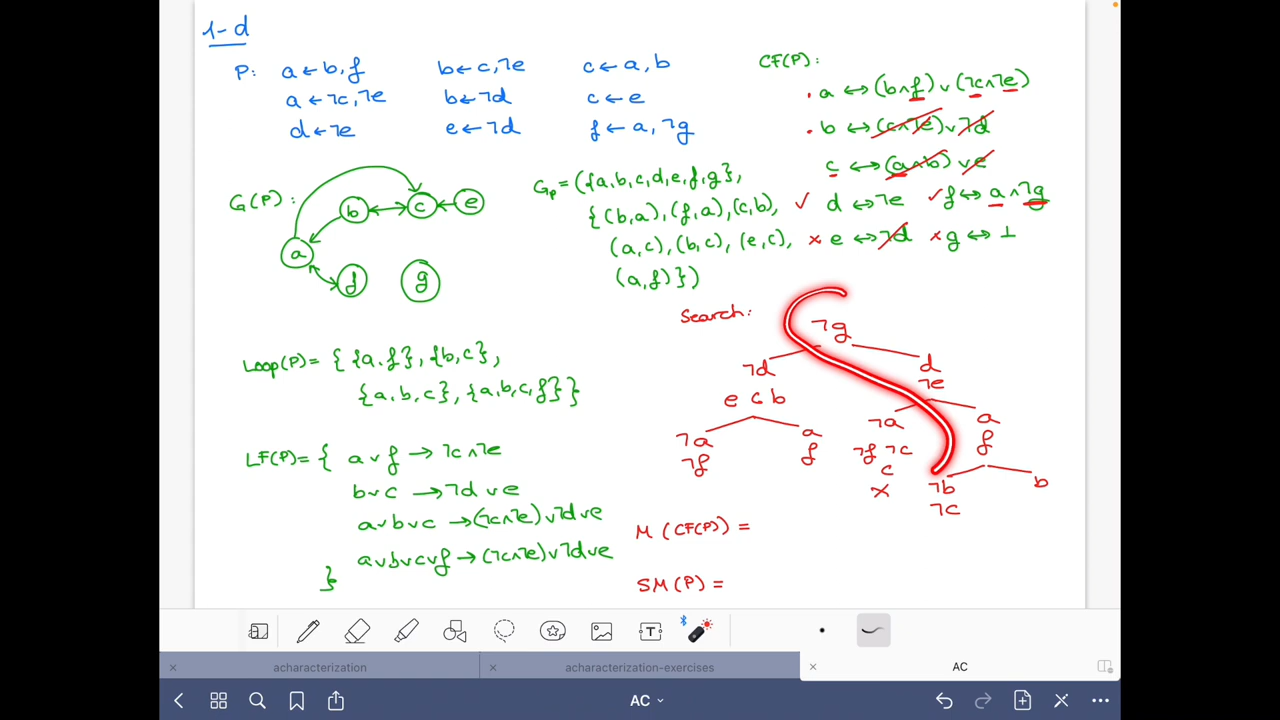 1-d
P: a ← b, f b ← c, ¬e c ← a, b
a ← ¬c, ¬e b ← ¬d c ← e
d ← ¬e e ← ¬d f ← a, ¬g
CF(P):
a ↔ (b ∧ f) ∨ (¬c ∧ ¬e)
b ↔ (c ∧ ¬e) ∨ ¬d
c ↔ (a ∧ b) ∨ e
✓ d ↔ ¬e ✓ f ↔ a ∧ ¬g
× e ↔ ¬d × g ↔ ⊥
G(P):
b c e
a f g
G_P = ({a,b,c,d,e,f,g},
{(b,a), (f,a), (c,b),
(a,c), (b,c), (e,c),
(a,f)})
Loop(P) = { {a.f}, {b,c},
{a,b,c}, {a,b,c,f} }
LF(P) = { a ∨ f → ¬c ∧ ¬e
b ∨ c → ¬d ∨ e
a ∨ b ∨ c → (¬c ∧ ¬e) ∨ ¬d ∨ e
a ∨ b ∨ c ∨ f → (¬c ∧ ¬e) ∨ ¬d ∨ e
}
Search:
¬g
¬d d
e c b ¬e
¬a a ¬a a
¬f f ¬f ¬c f
c
× ¬b b
¬c
M (CF(P)) =
SM (P) =
T
acharacterization acharacterization-exercises AC
AC